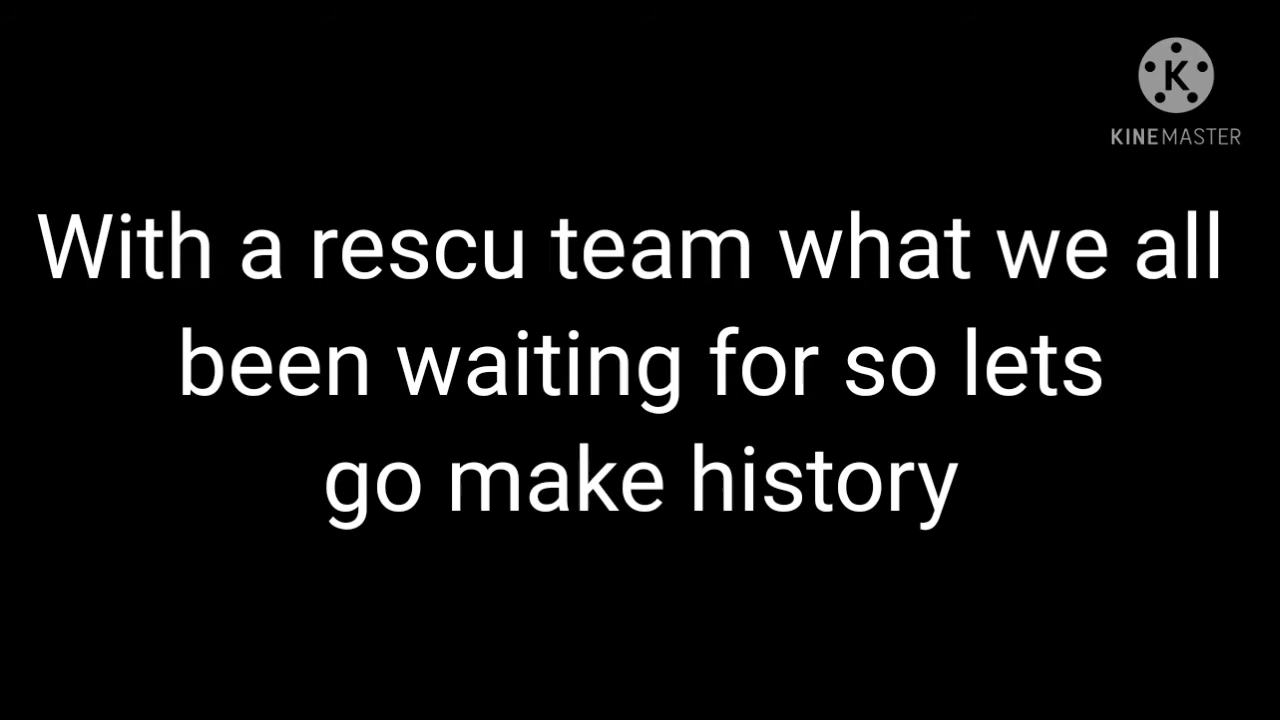 K
KINEMASTER
With a rescu team what we all
been waiting for so lets
go make history